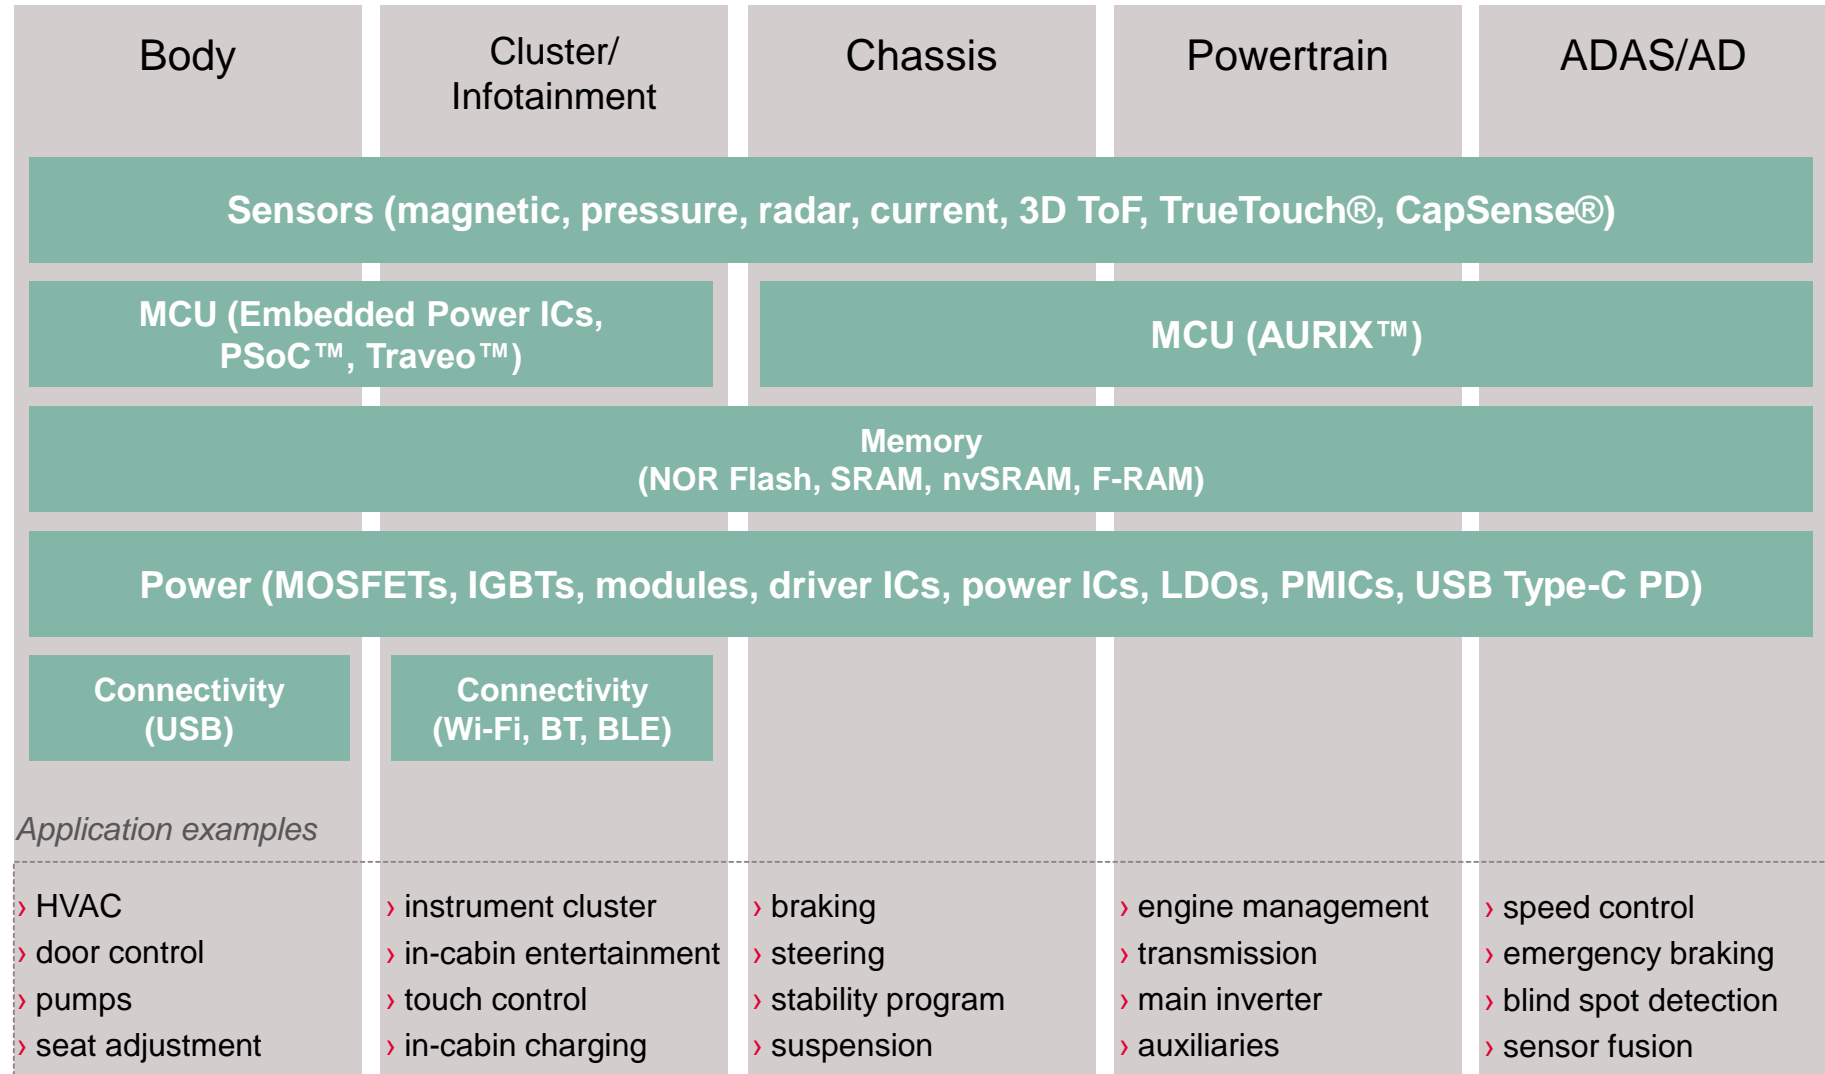 Body
Cluster/
Infotainment
Chassis
Powertrain
ADAS/AD
Sensors (magnetic, pressure, radar, current, 3D ToF, TrueTouch®, CapSense®)
MCU (Embedded Power ICs,
PSoC™, Traveo™)
MCU (AURIX™)
Memory
(NOR Flash, SRAM, nvSRAM, F-RAM)
Power (MOSFETs, IGBTs, modules, driver ICs, power ICs, LDOs, PMICs, USB Type-C PD)
Connectivity
(USB)
Connectivity
(Wi-Fi, BT, BLE)
Application examples
› HVAC
› door control
› pumps
› seat adjustment
› instrument cluster
› in-cabin entertainment
› touch control
› in-cabin charging
› braking
› steering
› stability program
› suspension
› engine management
› transmission
› main inverter
› auxiliaries
› speed control
› emergency braking
› blind spot detection
› sensor fusion